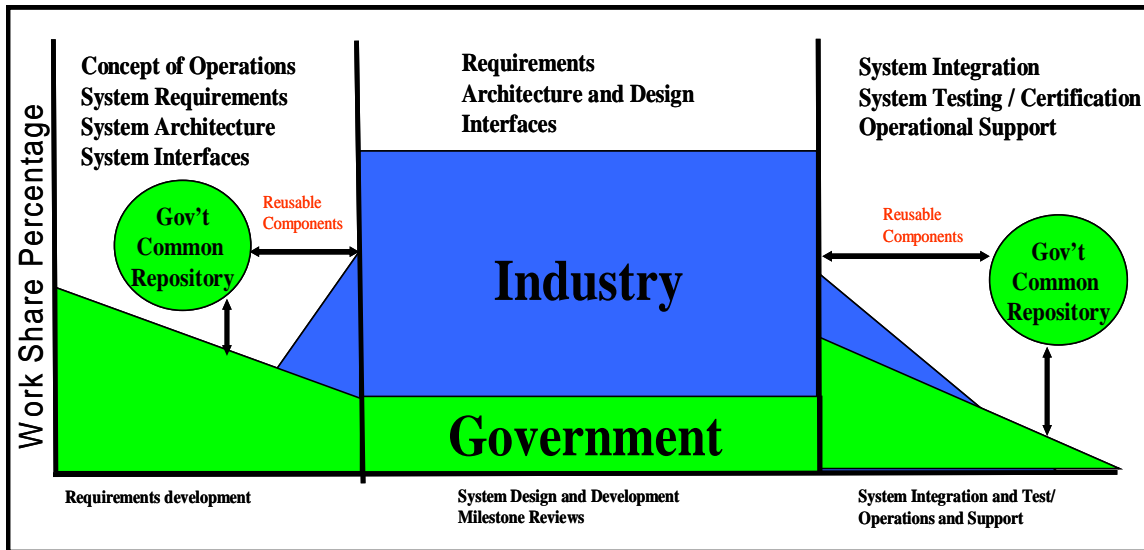 Work Share Percentage
Concept of Operations
System Requirements
System Architecture
System Interfaces
Gov't
Common
Repository
Reusable
Components
Requirements development
Requirements
Architecture and Design
Interfaces
Industry
Government
System Design and Development
Milestone Reviews
System Integration
System Testing / Certification
Operational Support
Reusable
Components
Gov't
Common
Repository
System Integration and Test/
Operations and Support